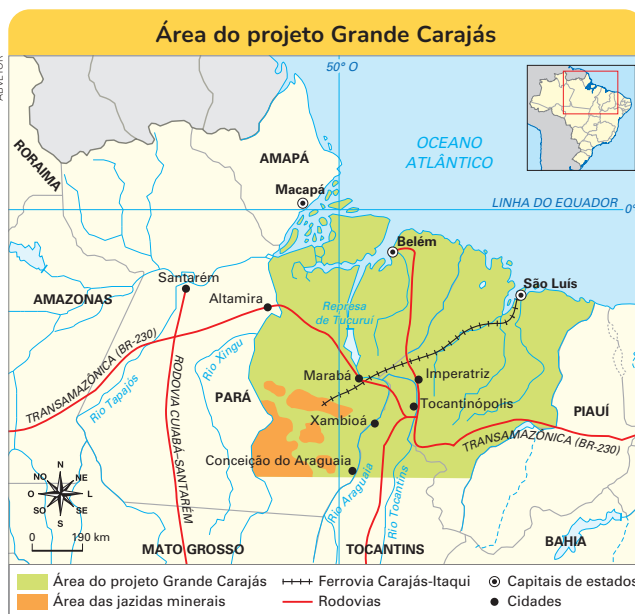 Área do projeto Grande Carajás
50° O
OCEANO
ATLÂNTICO
RORAIMA
AMAPÁ
Macapá
LINHA DO EQUADOR
0°
Belém
São Luís
Santarém
AMAZONAS
Altamira
Represa
de Tucuruí
TRANSAMAZÔNICA (BR-230)
Rio Tapajós
RODOVIA CUIABÁ-SANTARÉM
Rio Xingu
PARÁ
Marabá
Imperatriz
Tocantinópolis
Xambioá
PIAUÍ
TRANSAMAZÔNICA (BR-230)
Conceição do Araguaia
Rio Araguaia
Rio Tocantins
N
NO
NE
O
L
SO
SE
S
0
190 km
MATO GROSSO
TOCANTINS
BAHIA
Área do projeto Grande Carajás
Ferrovia Carajás-Itaqui
Capitais de estados
Área das jazidas minerais
Rodovias
Cidades